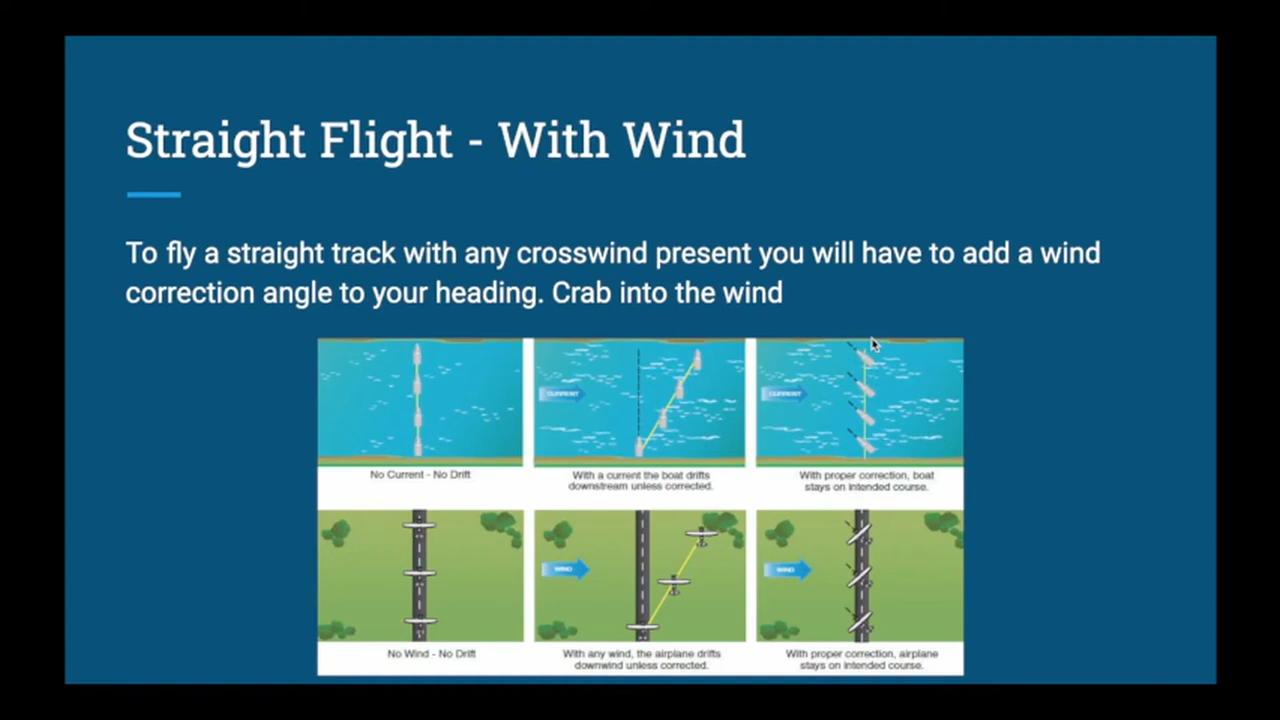 Straight Flight - With Wind
To fly a straight track with any crosswind present you will have to add a wind
correction angle to your heading. Crab into the wind
CURRENT
CURRENT
No Current - No Drift
With a current the boat drifts
downstream unless corrected.
With proper correction, boat
stays on intended course.
WIND
WIND
No Wind - No Drift
With any wind, the airplane drifts
downwind unless corrected.
With proper correction, airplane
stays on intended course.